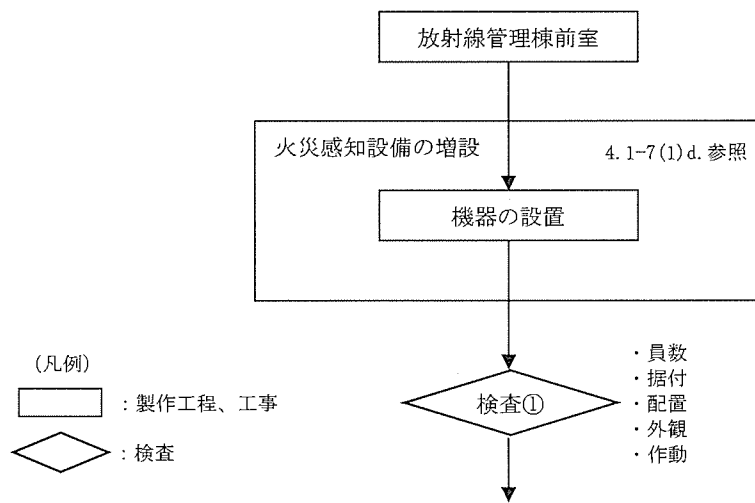 放射線管理棟前室
火災感知設備の増設
4.1-7(1)d.参照
機器の設置
検査①
・員数
・据付
・配置
・外観
・作動
(凡例)
：製作工程、工事
：検査